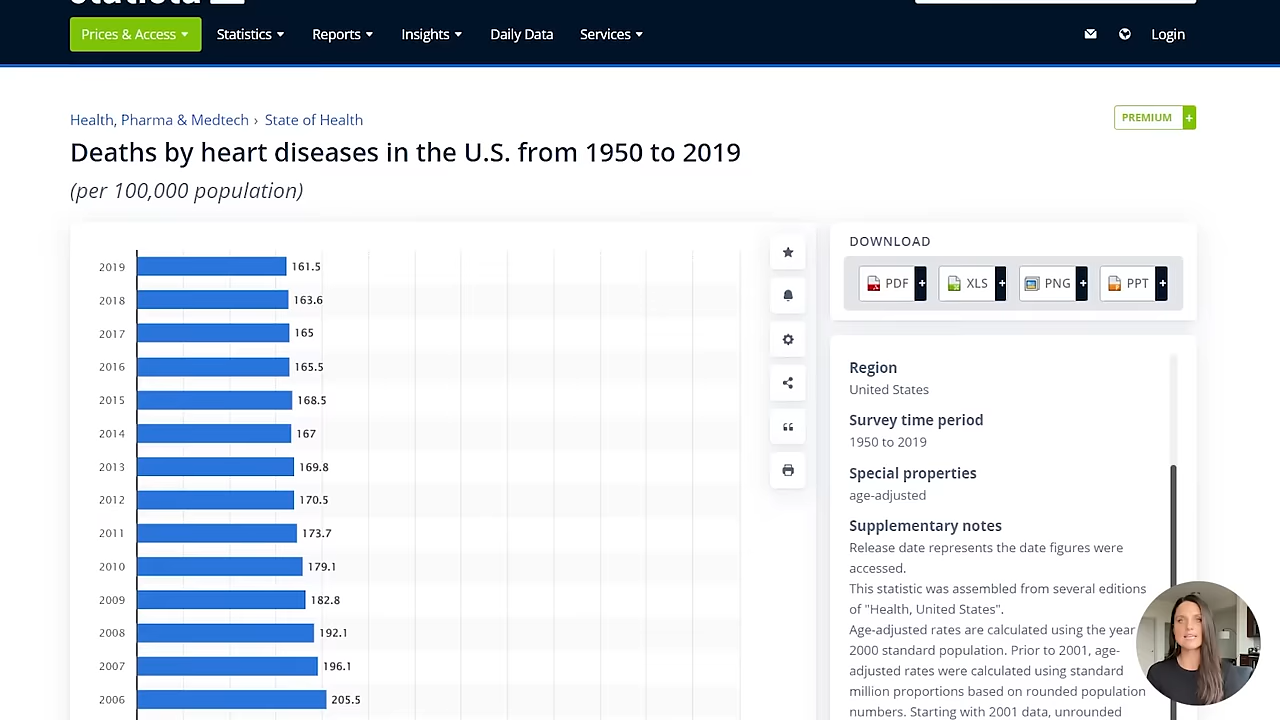 statista
Prices & Access Statistics Reports Insights Daily Data Services Login
Health, Pharma & Medtech › State of Health
PREMIUM +
Deaths by heart diseases in the U.S. from 1950 to 2019
(per 100,000 population)
2019 161.5
2018 163.6
2017 165
2016 165.5
2015 168.5
2014 167
2013 169.8
2012 170.5
2011 173.7
2010 179.1
2009 182.8
2008 192.1
2007 196.1
2006 205.5
DOWNLOAD
PDF + XLS + PNG + PPT +
Region
United States
Survey time period
1950 to 2019
Special properties
age-adjusted
Supplementary notes
Release date represents the date figures were
accessed.
This statistic was assembled from several editions
of "Health, United States".
Age-adjusted rates are calculated using the year
2000 standard population. Prior to 2001, age-
adjusted rates were calculated using standard
million proportions based on rounded population
numbers. Starting with 2001 data, unrounded